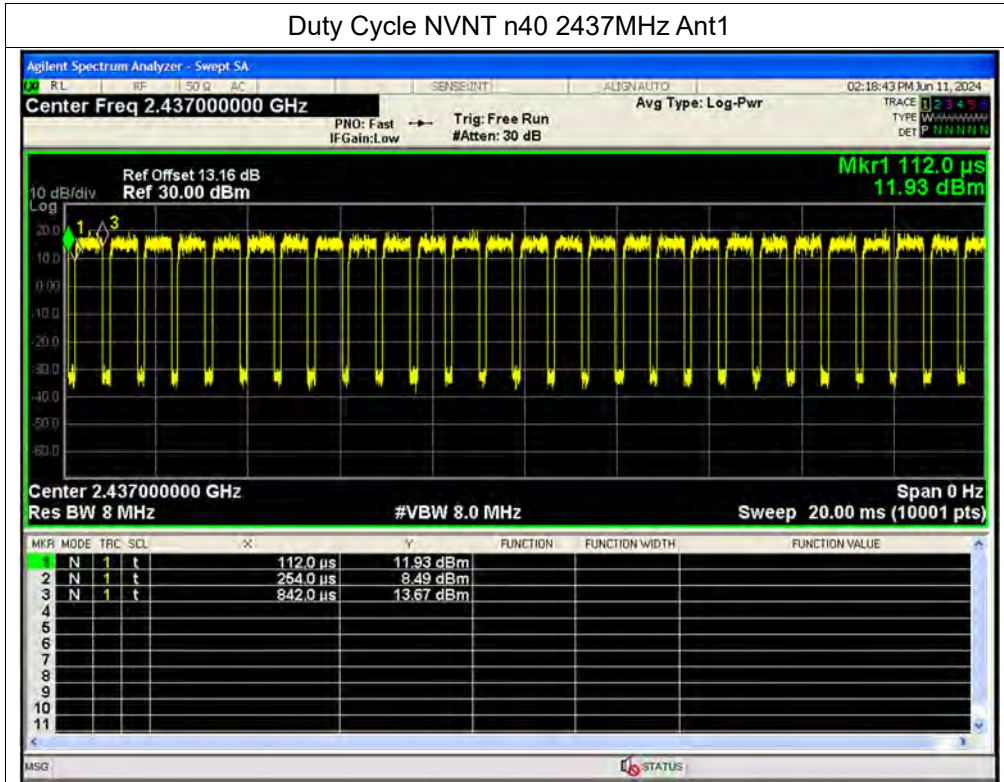 Duty Cycle NVNT n40 2437MHz Ant1
Agilent Spectrum Analyzer - Swept SA
LXI RL RF 50 Ω AC SENSE:INT ALIGNAUTO 02:18:43 PM Jun 11, 2024
Center Freq 2.437000000 GHz Avg Type: Log-Pwr TRACE 1 2 3 4 5 6
PNO: Fast Trig: Free Run TYPE W
IFGain:Low #Atten: 30 dB DET P N N N N N
Mkr1 112.0 µs
11.93 dBm
Ref Offset 13.16 dB
10 dB/div Ref 30.00 dBm
Log
20.0
1
3
10.0
0.00
-10.0
-20.0
-30.0
-40.0
-50.0
-60.0
Center 2.437000000 GHz Span 0 Hz
Res BW 8 MHz #VBW 8.0 MHz Sweep 20.00 ms (10001 pts)
MKR MODE TRC SCL X Y FUNCTION FUNCTION WIDTH FUNCTION VALUE
1 N 1 t 112.0 µs 11.93 dBm
2 N 1 t 254.0 µs 8.49 dBm
3 N 1 t 842.0 µs 13.67 dBm
4
5
6
7
8
9
10
11
MSG STATUS